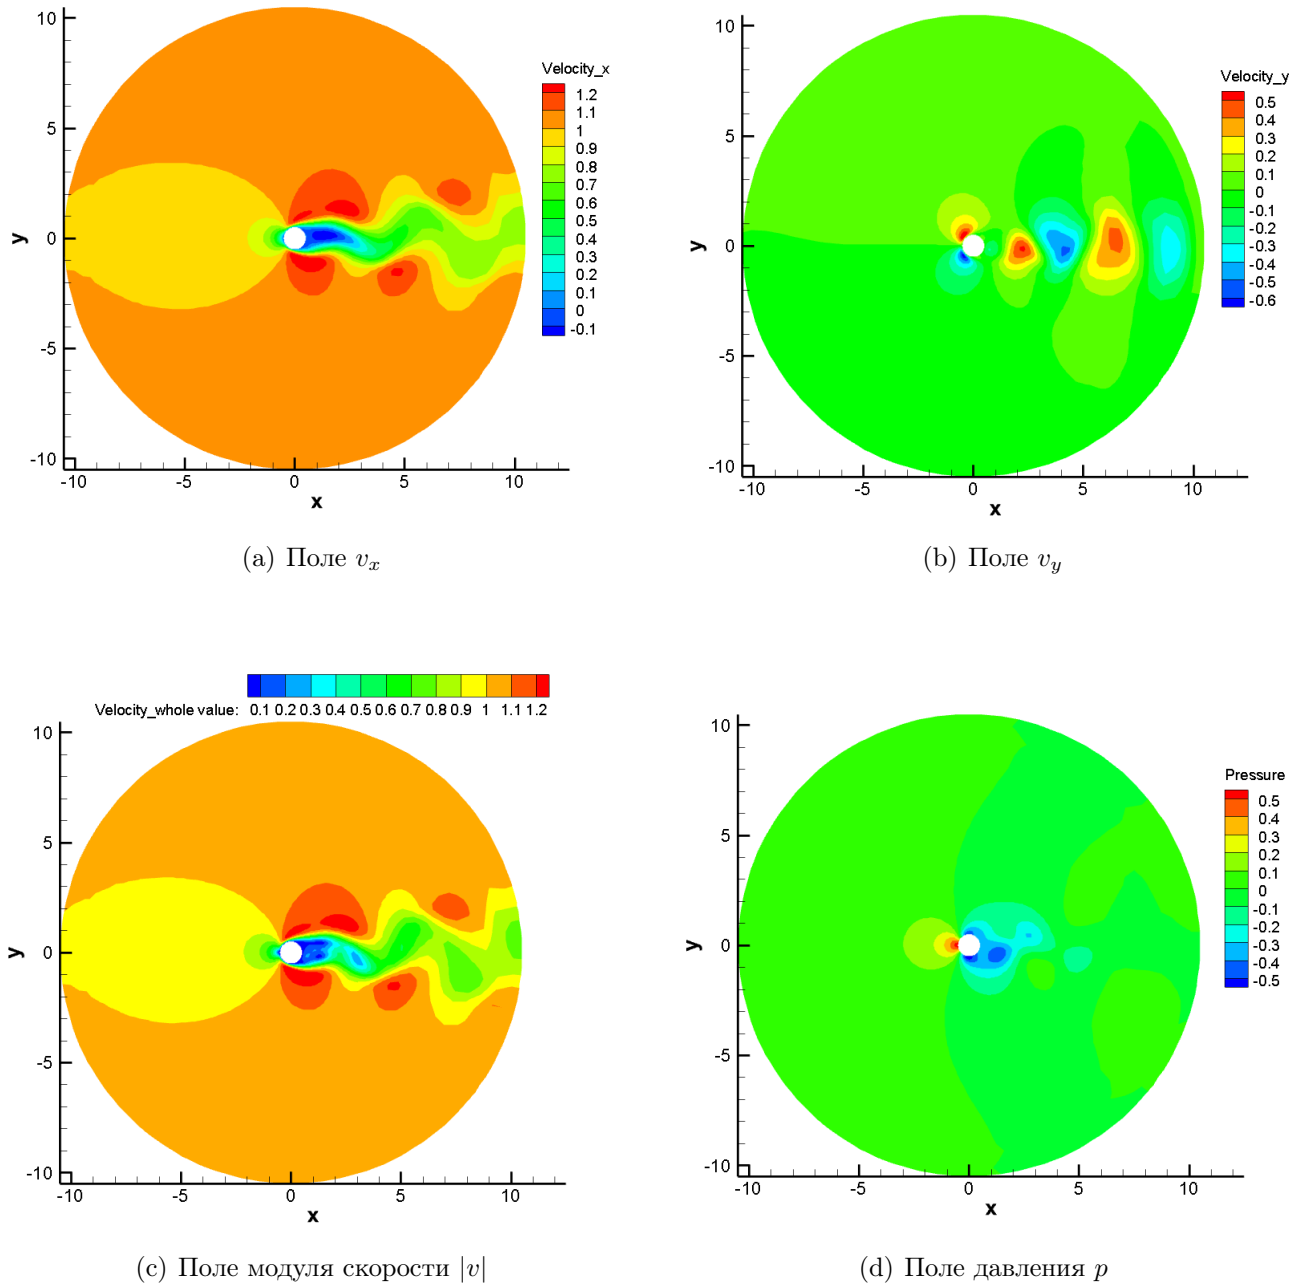 Velocity_x
1.2
1.1
1
0.9
0.8
0.7
0.6
0.5
0.4
0.3
0.2
0.1
0
-0.1
10
5
0
-5
-10
y
-10 -5 0 5 10
x
(a) Поле v_x
Velocity_y
0.5
0.4
0.3
0.2
0.1
0
-0.1
-0.2
-0.3
-0.4
-0.5
-0.6
10
5
0
-5
-10
y
-10 -5 0 5 10
x
(b) Поле v_y
Velocity_whole value: 0.1 0.2 0.3 0.4 0.5 0.6 0.7 0.8 0.9 1 1.1 1.2
10
5
0
-5
-10
y
-10 -5 0 5 10
x
(c) Поле модуля скорости |v|
Pressure
0.5
0.4
0.3
0.2
0.1
0
-0.1
-0.2
-0.3
-0.4
-0.5
10
5
0
-5
-10
y
-10 -5 0 5 10
x
(d) Поле давления p